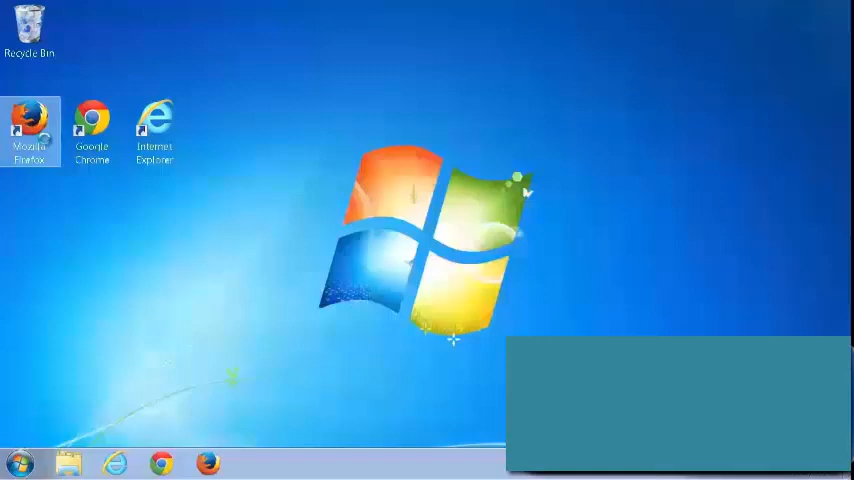 Recycle Bin
Mozilla
Firefox
Google
Chrome
Internet
Explorer